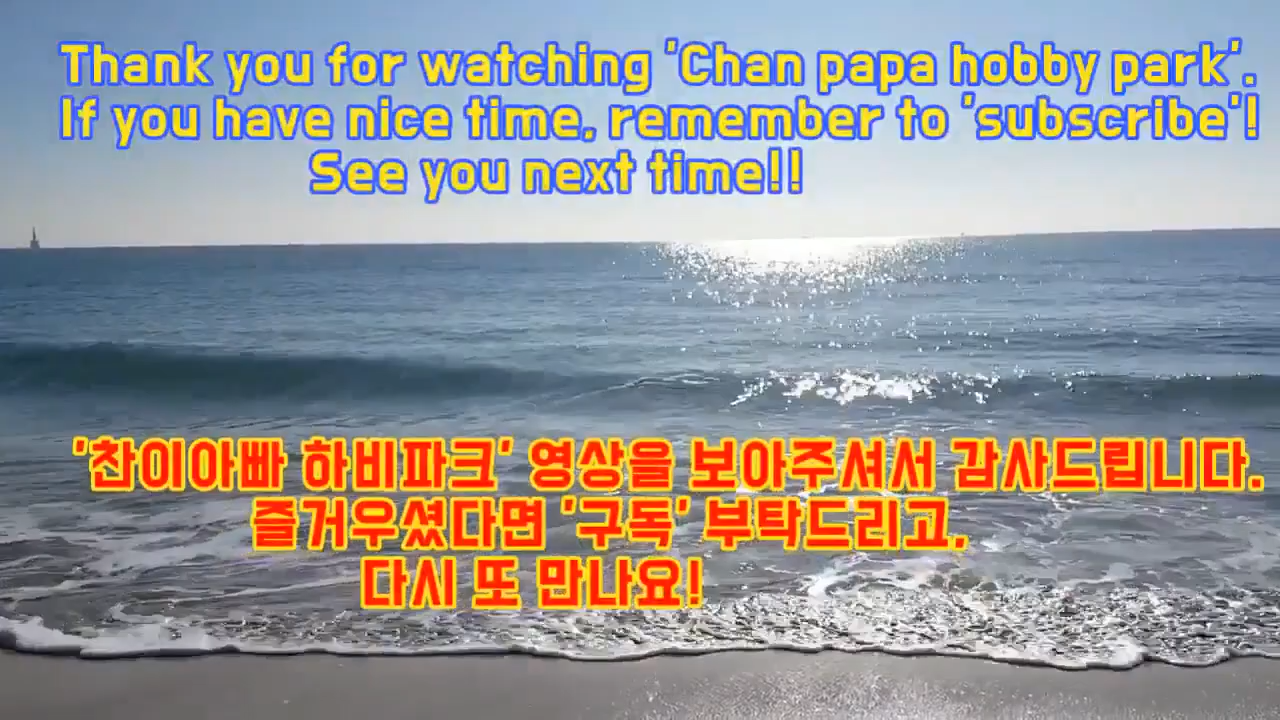 Thank you for watching 'Chan papa hobby park'.
If you have nice time, remember to 'subscribe'!
See you next time!!
'찬이아빠 하비파크' 영상을 보아주셔서 감사드립니다.
즐거우셨다면 '구독' 부탁드리고,
다시 또 만나요!